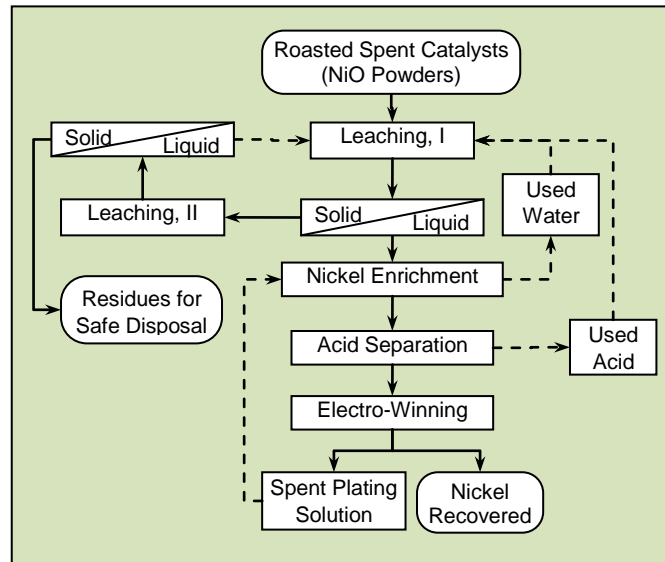 Roasted Spent Catalysts
(NiO Powders)
Solid
Liquid
Leaching, I
Leaching, II
Solid
Liquid
Used
Water
Nickel Enrichment
Residues for
Safe Disposal
Acid Separation
Used
Acid
Electro-Winning
Spent Plating
Solution
Nickel
Recovered